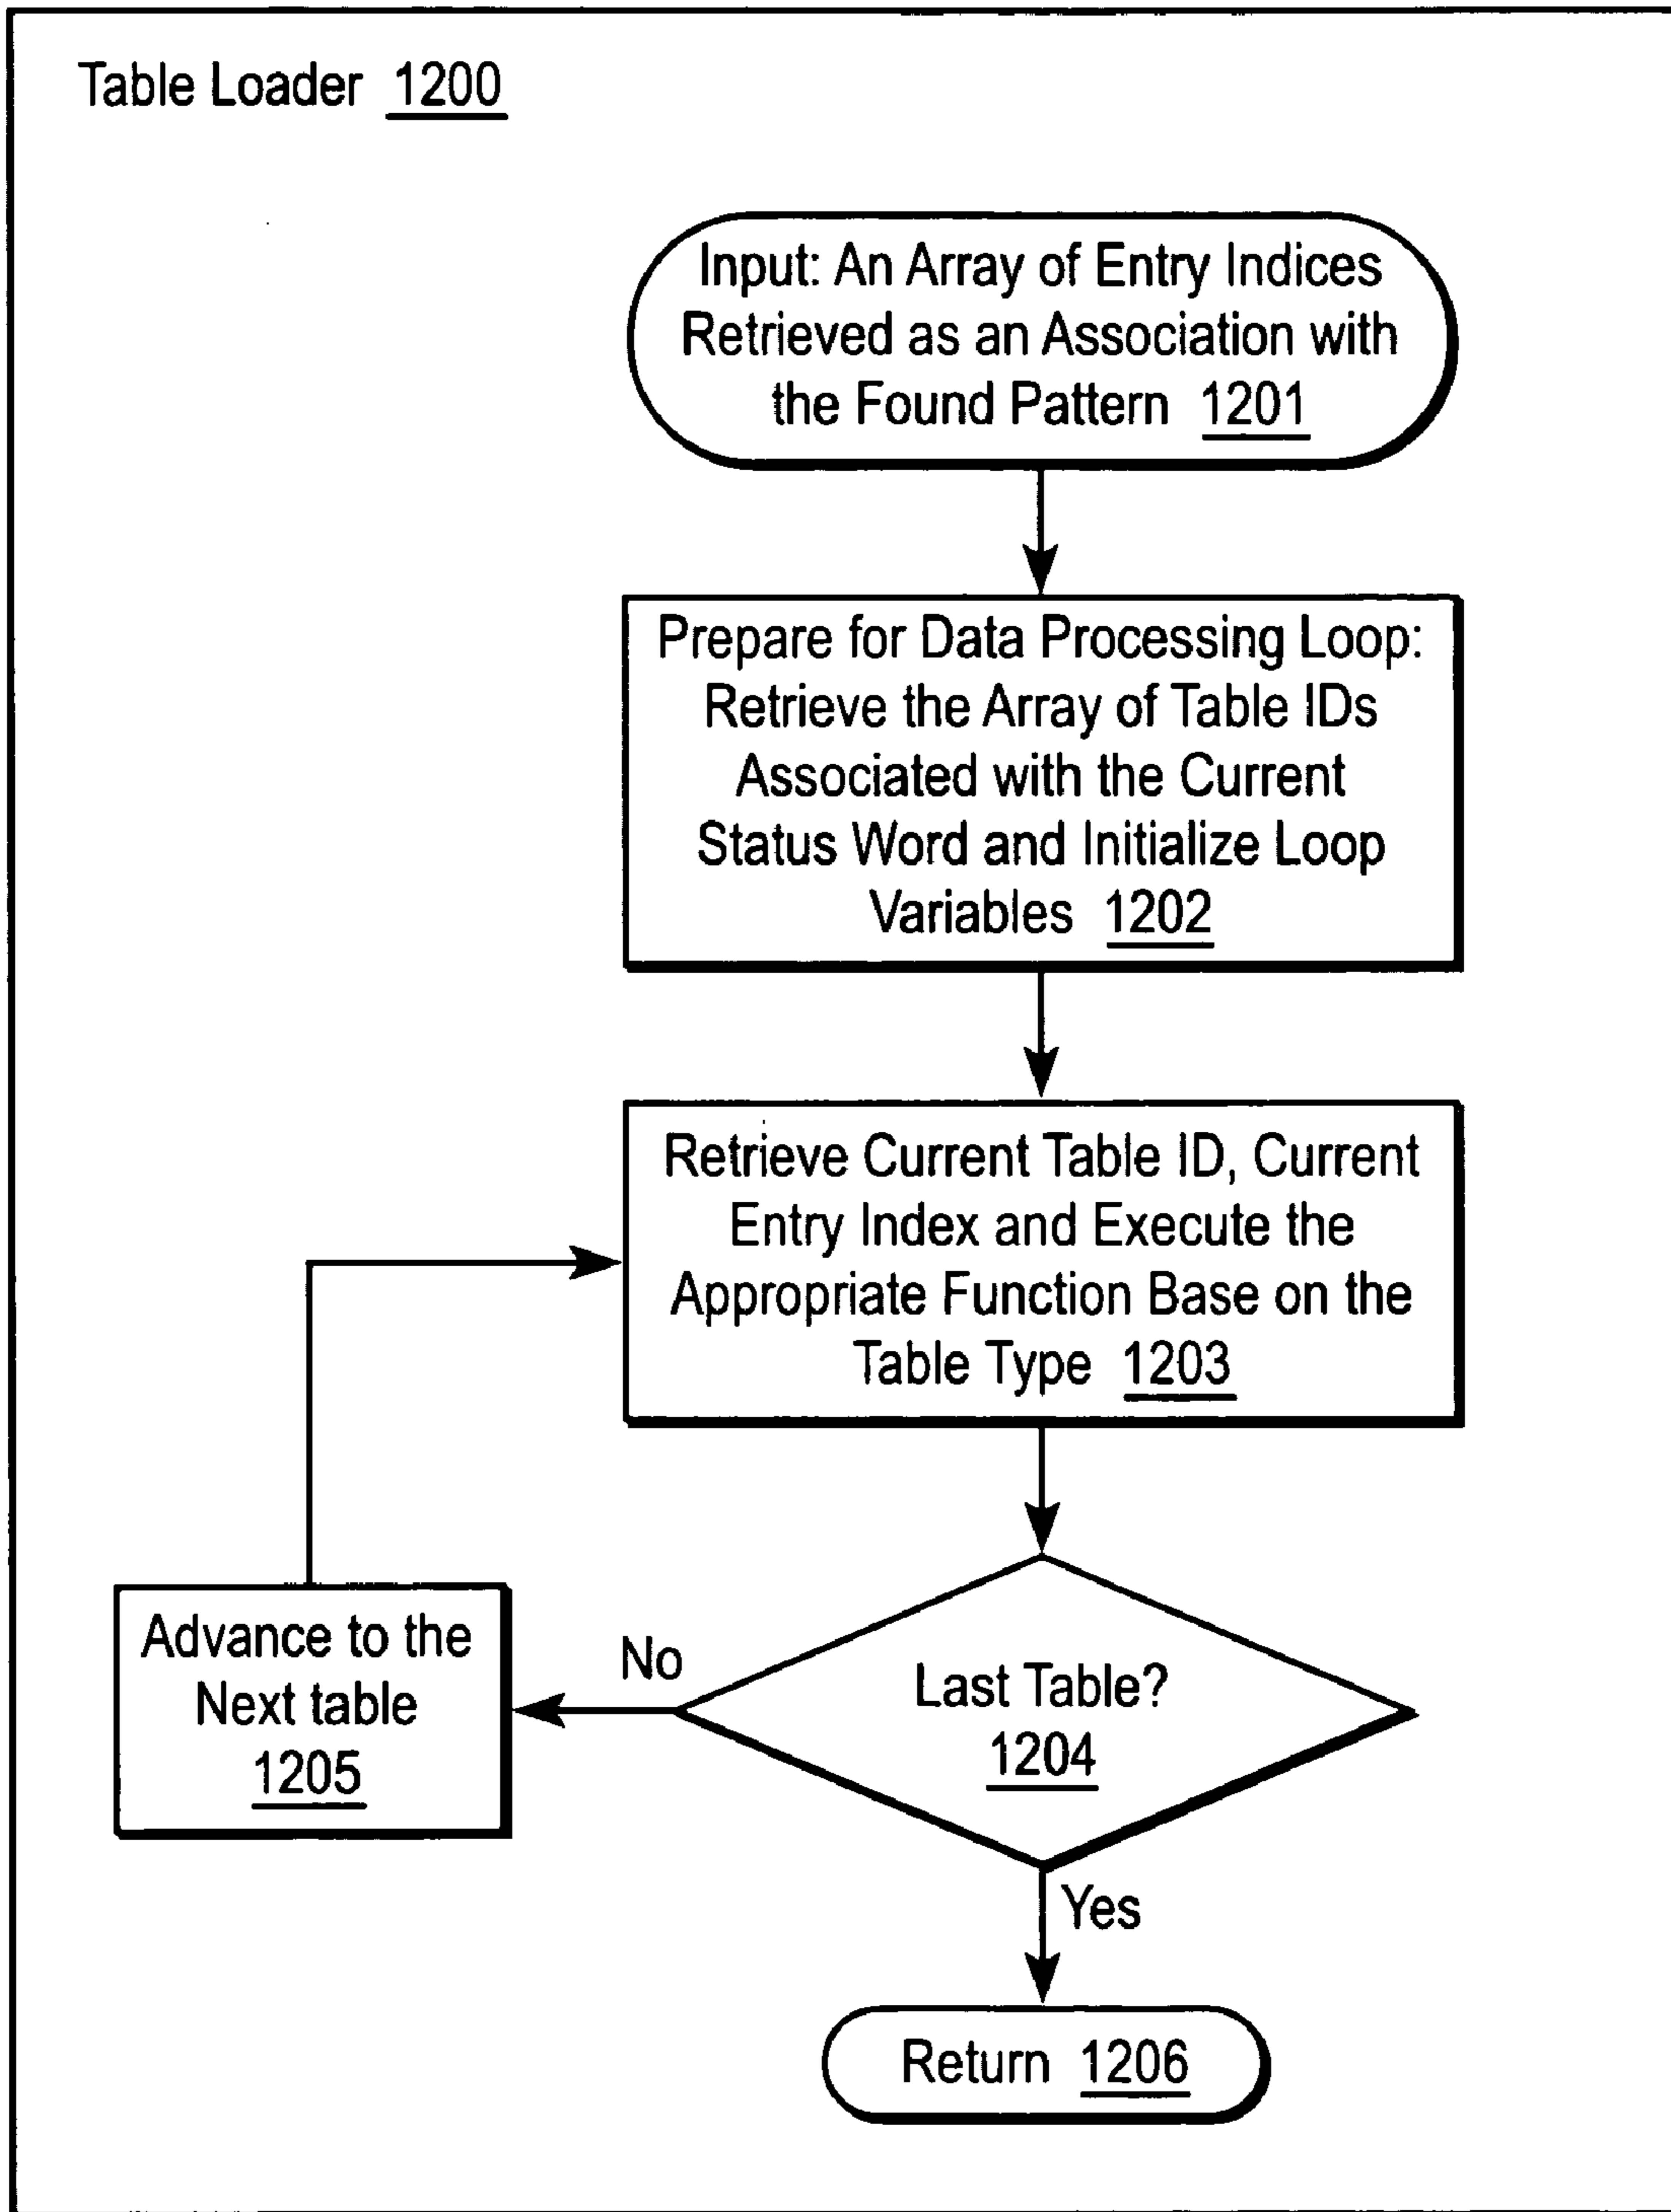 Table Loader 1200
Input: An Array of Entry Indices
Retrieved as an Association with
the Found Pattern 1201
Prepare for Data Processing Loop:
Retrieve the Array of Table IDs
Associated with the Current
Status Word and Initialize Loop
Variables 1202
Retrieve Current Table ID, Current
Entry Index and Execute the
Appropriate Function Base on the
Table Type 1203
Last Table?
1204
No
Advance to the
Next table
1205
Yes
Return 1206